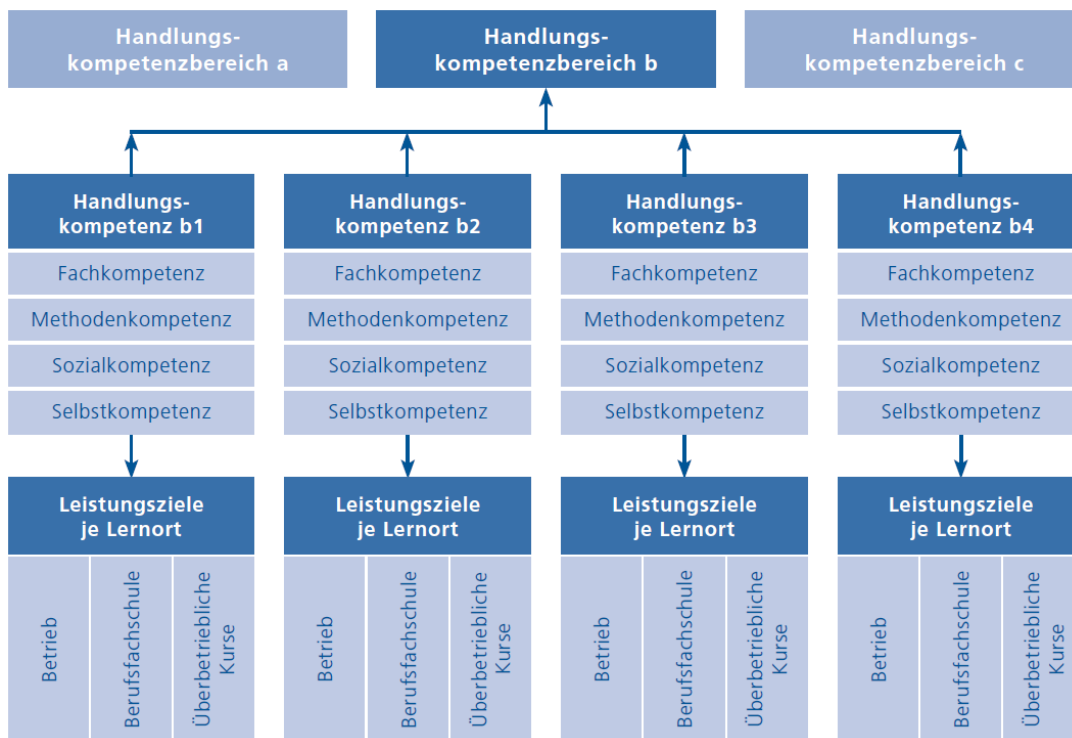 Handlungs-
kompetenzbereich a
Handlungs-
kompetenzbereich b
Handlungs-
kompetenzbereich c
Handlungs-
kompetenz b1
Fachkompetenz
Methodenkompetenz
Sozialkompetenz
Selbstkompetenz
Leistungsziele
je Lernort
Betrieb
Berufsfachschule
Überbetriebliche
Kurse
Handlungs-
kompetenz b2
Fachkompetenz
Methodenkompetenz
Sozialkompetenz
Selbstkompetenz
Leistungsziele
je Lernort
Betrieb
Berufsfachschule
Überbetriebliche
Kurse
Handlungs-
kompetenz b3
Fachkompetenz
Methodenkompetenz
Sozialkompetenz
Selbstkompetenz
Leistungsziele
je Lernort
Betrieb
Berufsfachschule
Überbetriebliche
Kurse
Handlungs-
kompetenz b4
Fachkompetenz
Methodenkompetenz
Sozialkompetenz
Selbstkompetenz
Leistungsziele
je Lernort
Betrieb
Berufsfachschule
Überbetriebliche
Kurse